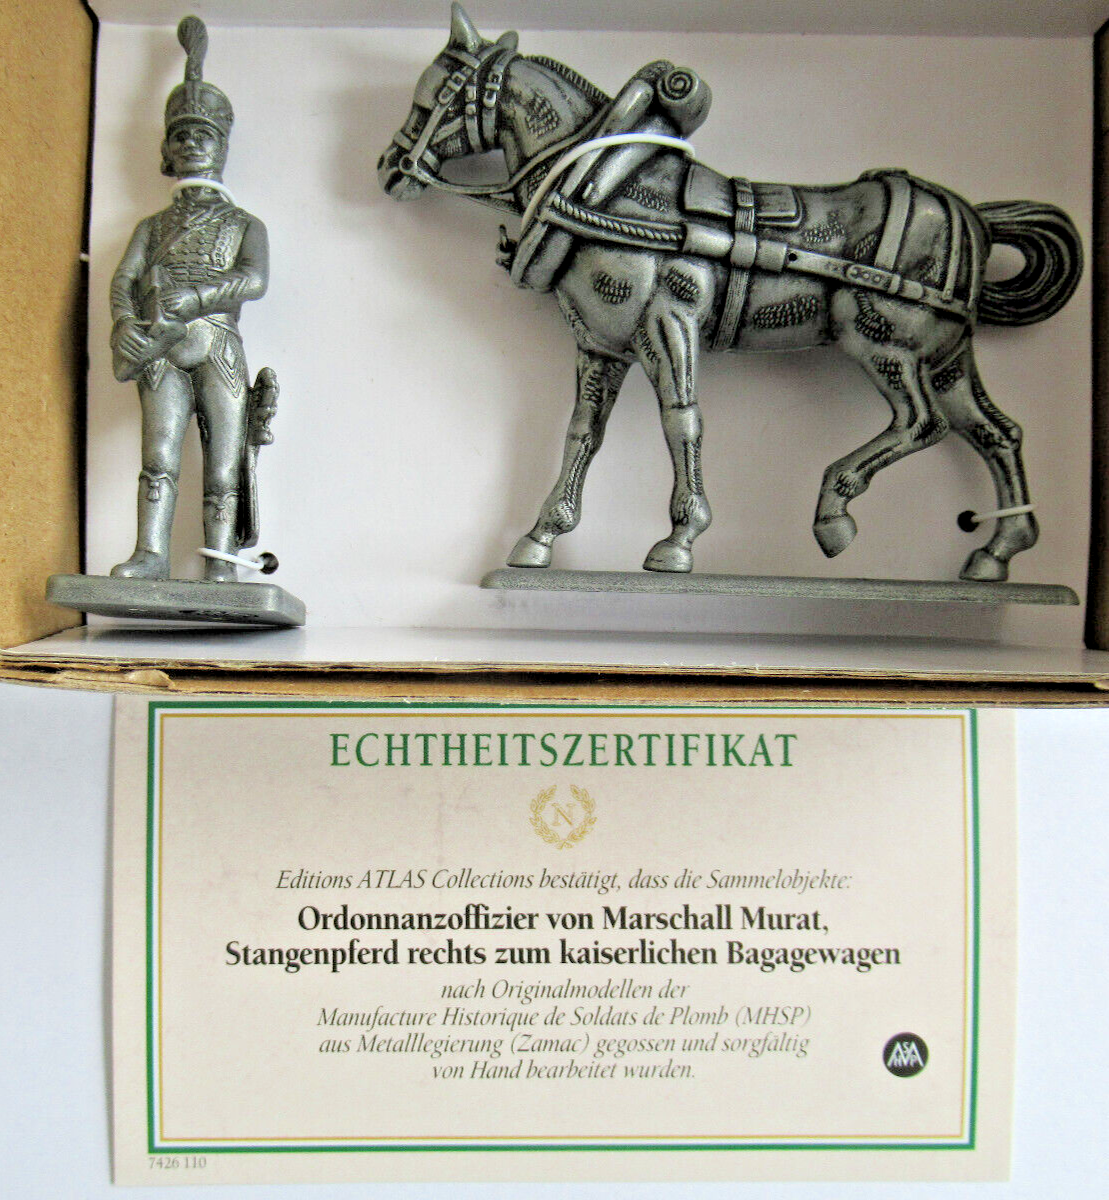 ECHTHEITSZERTIFIKAT
N
Editions ATLAS Collections bestätigt, dass die Sammelobjekte:
Ordonnanzoffizier von Marschall Murat,
Stangenpferd rechts zum kaiserlichen Bagagewagen
nach Originalmodellen der
Manufacture Historique de Soldats de Plomb (MHSP)
aus Metalllegierung (Zamac) gegossen und sorgfältig
von Hand bearbeitet wurden.
7426 110